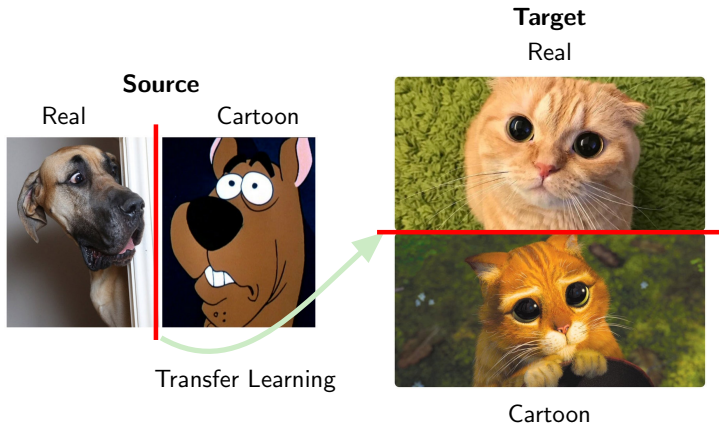 Target
Real
Source
Real
Cartoon
Transfer Learning
Cartoon